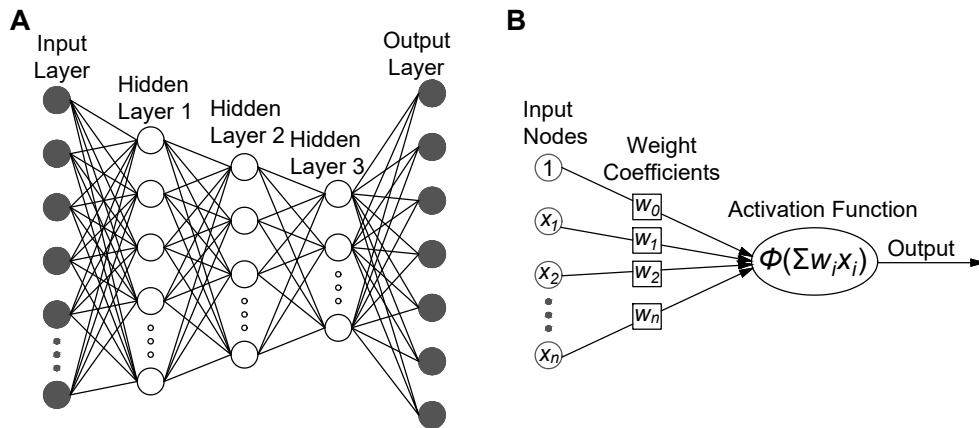 A
Input
Layer
Hidden
Layer 1
Hidden
Layer 2
Hidden
Layer 3
Output
Layer
B
Input
Nodes
Weight
Coefficients
Activation Function
1
x₁
x₂
xₙ
w₀
w₁
w₂
wₙ
Φ(Σwᵢxᵢ)
Output